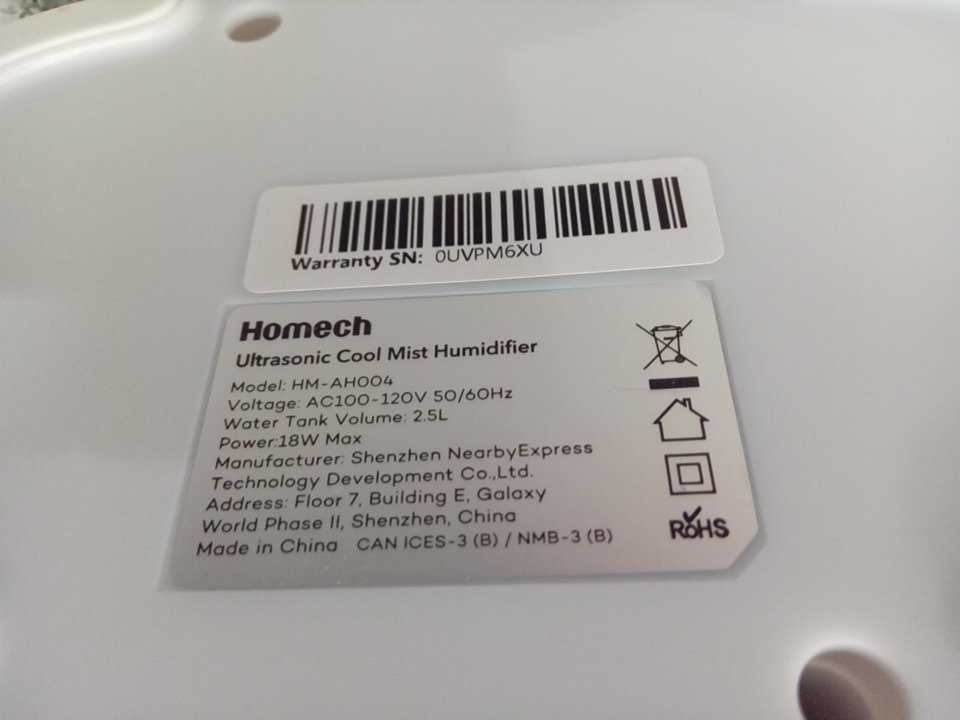 Warranty SN: 0UVPM6XU
Homech
Ultrasonic Cool Mist Humidifier
Model: HM-AH004
Voltage: AC100-120V 50/60Hz
Water Tank Volume: 2.5L
Power:18W Max
Manufacturer: Shenzhen NearbyExpress
Technology Development Co.,Ltd.
Address: Floor 7, Building E, Galaxy
World Phase II, Shenzhen, China
Made in China CAN ICES-3 (B) / NMB-3 (B)
RoHS